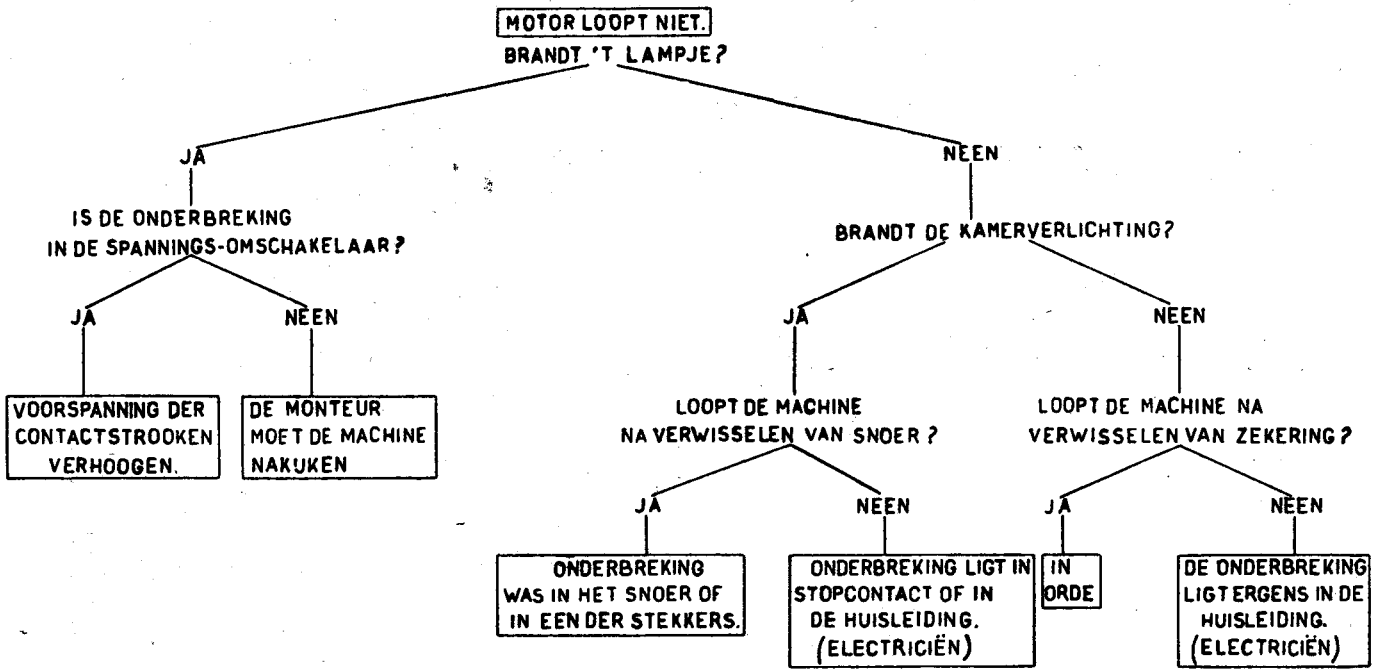 MOTOR LOOPT NIET.
BRANDT 'T LAMPJE?
JA
NEEN
IS DE ONDERBREKING
IN DE SPANNINGS-OMSCHAKELAAR?
BRANDT DE KAMERVERLICHTING?
JA
NEEN
JA
NEEN
VOORSPANNING DER
CONTACTSTROOKEN
VERHOOGEN.
DE MONTEUR
MOET DE MACHINE
NAKIJKEN
LOOPT DE MACHINE
NA VERWISSELEN VAN SNOER?
LOOPT DE MACHINE NA
VERWISSELEN VAN ZEKERING?
JA
NEEN
JA
NEEN
ONDERBREKING
WAS IN HET SNOER OF
IN EEN DER STEKKERS.
ONDERBREKING LIGT IN
STOPCONTACT OF IN
DE HUISLEIDING.
(ELECTRICIËN)
IN
ORDE
DE ONDERBREKING
LIGT ERGENS IN DE
HUISLEIDING.
(ELECTRICIËN)